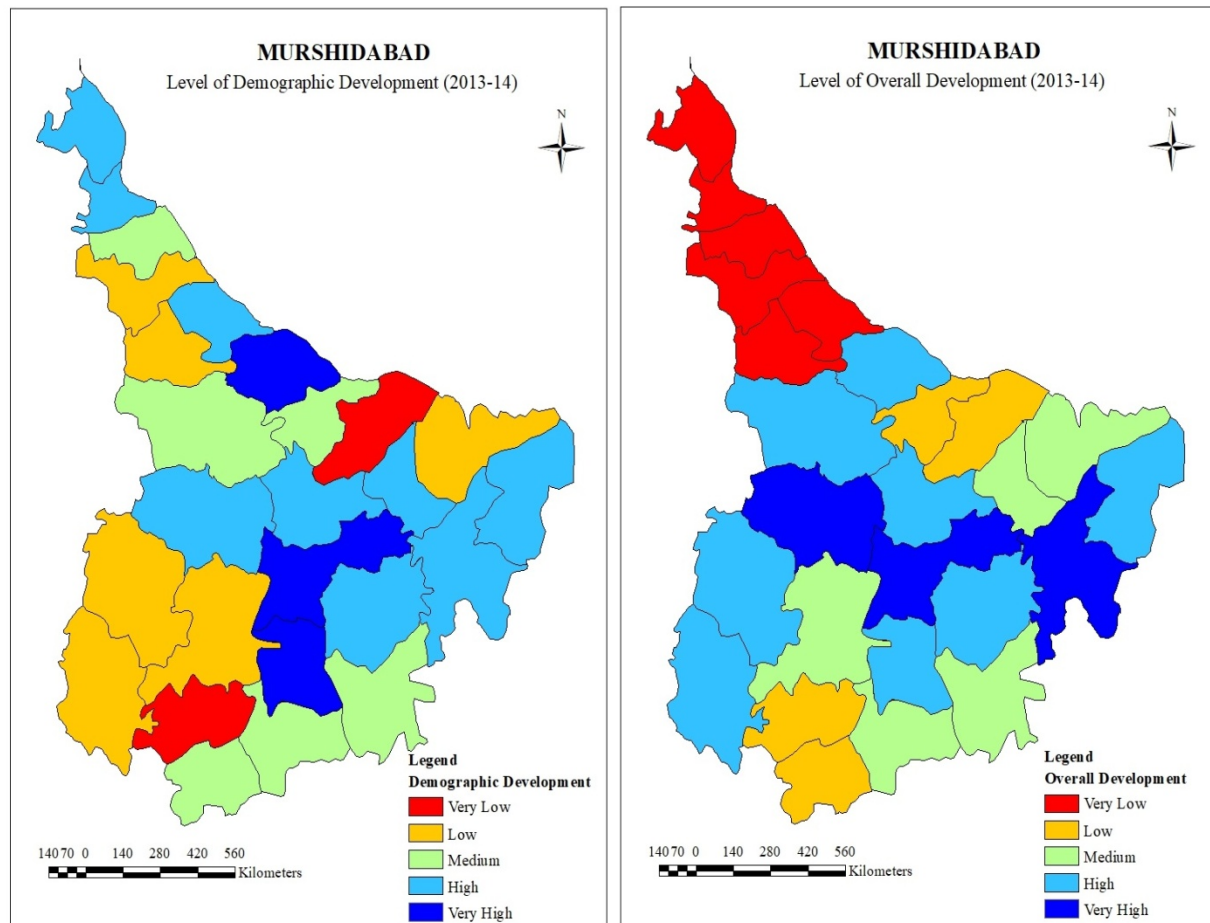 MURSHIDABAD
Level of Demographic Development (2013-14)
N
Legend
Demographic Development
Very Low
Low
Medium
High
Very High
140 70 0 140 280 420 560
Kilometers
MURSHIDABAD
Level of Overall Development (2013-14)
N
Legend
Overall Development
Very Low
Low
Medium
High
Very High
140 70 0 140 280 420 560
Kilometers